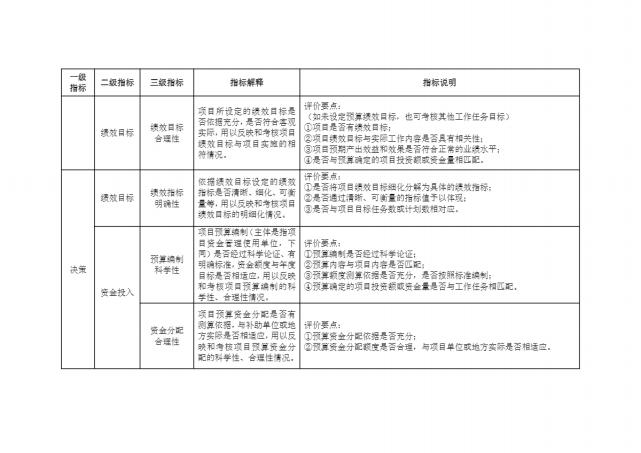 一级
指标
二级指标
三级指标
指标解释
指标说明
决策
绩效目标
绩效目标
合理性
项目所设定的绩效目标是
否依据充分，是否符合客观
实际，用以反映和考核项目
绩效目标与项目实施的相
符情况。
评价要点：
（如未设定预算绩效目标，也可考核其他工作任务目标）
①项目是否有绩效目标；
②项目绩效目标与实际工作内容是否具有相关性；
③项目预期产出效益和效果是否符合正常的业绩水平；
④是否与预算确定的项目投资额或资金量相匹配。
绩效目标
绩效指标
明确性
依据绩效目标设定的绩效
指标是否清晰、细化、可衡
量等，用以反映和考核项目
绩效目标的明细化情况。
评价要点：
①是否将项目绩效目标细化分解为具体的绩效指标；
②是否通过清晰、可衡量的指标值予以体现；
③是否与项目目标任务数或计划数相对应。
资金投入
预算编制
科学性
项目预算编制（主体是指项
目资金管理使用单位，下
同）是否经过科学论证、有
明确标准，资金额度与年度
目标是否相适应，用以反映
和考核项目预算编制的科
学性、合理性情况。
评价要点：
①预算编制是否经过科学论证；
②预算内容与项目内容是否匹配；
③预算额度测算依据是否充分，是否按照标准编制；
④预算确定的项目投资额或资金量是否与工作任务相匹配。
资金分配
合理性
项目预算资金分配是否有
测算依据，与补助单位或地
方实际是否相适应，用以反
映和考核项目预算资金分
配的科学性、合理性情况。
评价要点：
①预算资金分配依据是否充分；
②预算资金分配额度是否合理，与项目单位或地方实际是否相适应。